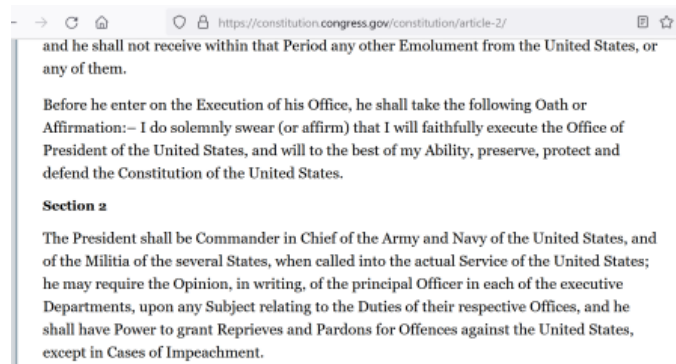 https://constitution.congress.gov/constitution/article-2/
and he shall not receive within that Period any other Emolument from the United States, or
any of them.
Before he enter on the Execution of his Office, he shall take the following Oath or
Affirmation:– I do solemnly swear (or affirm) that I will faithfully execute the Office of
President of the United States, and will to the best of my Ability, preserve, protect and
defend the Constitution of the United States.
Section 2
The President shall be Commander in Chief of the Army and Navy of the United States, and
of the Militia of the several States, when called into the actual Service of the United States;
he may require the Opinion, in writing, of the principal Officer in each of the executive
Departments, upon any Subject relating to the Duties of their respective Offices, and he
shall have Power to grant Reprieves and Pardons for Offences against the United States,
except in Cases of Impeachment.